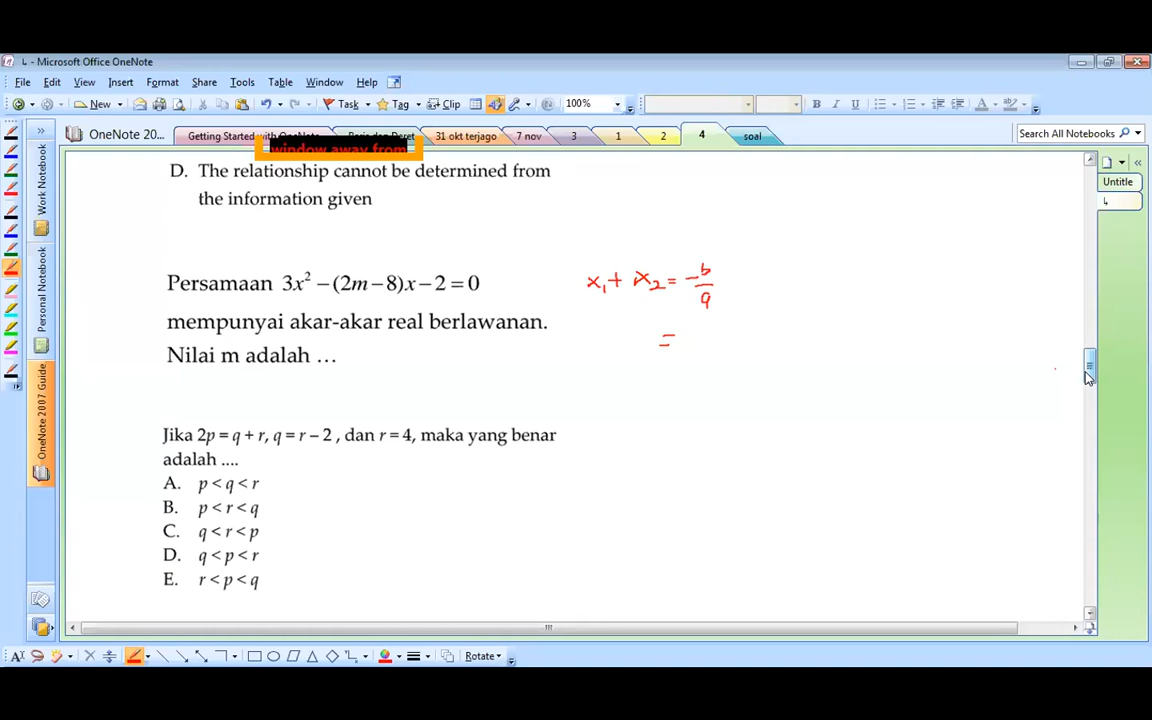 L - Microsoft Office OneNote
File Edit View Insert Format Share Tools Table Window Help
New Task Tag Clip 100% B I U A ab
OneNote 20... Getting Started with OneNote 31 okt terjago 7 nov 3 1 2 4 soal Search All Notebooks
window away from
Work Notebook
Personal Notebook
OneNote 2007 Guide
Untitle
D. The relationship cannot be determined from
the information given
Persamaan 3x² – (2m – 8)x – 2 = 0
x₁ + x₂ = -b/a
mempunyai akar-akar real berlawanan.
=
Nilai m adalah …
Jika 2p = q + r, q = r – 2 , dan r = 4, maka yang benar
adalah ....
A. p < q < r
B. p < r < q
C. q < r < p
D. q < p < r
E. r < p < q
Rotate